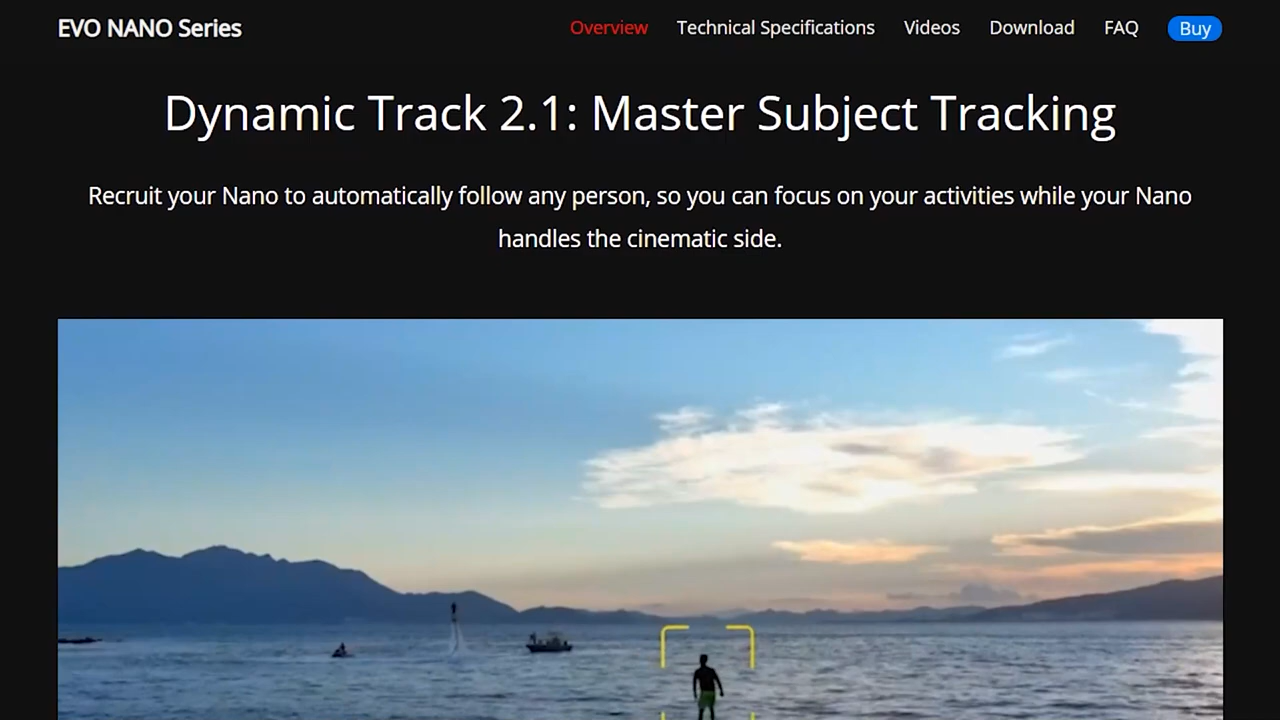 EVO NANO Series
Overview
Technical Specifications
Videos
Download
FAQ
Buy
Dynamic Track 2.1: Master Subject Tracking
Recruit your Nano to automatically follow any person, so you can focus on your activities while your Nano
handles the cinematic side.